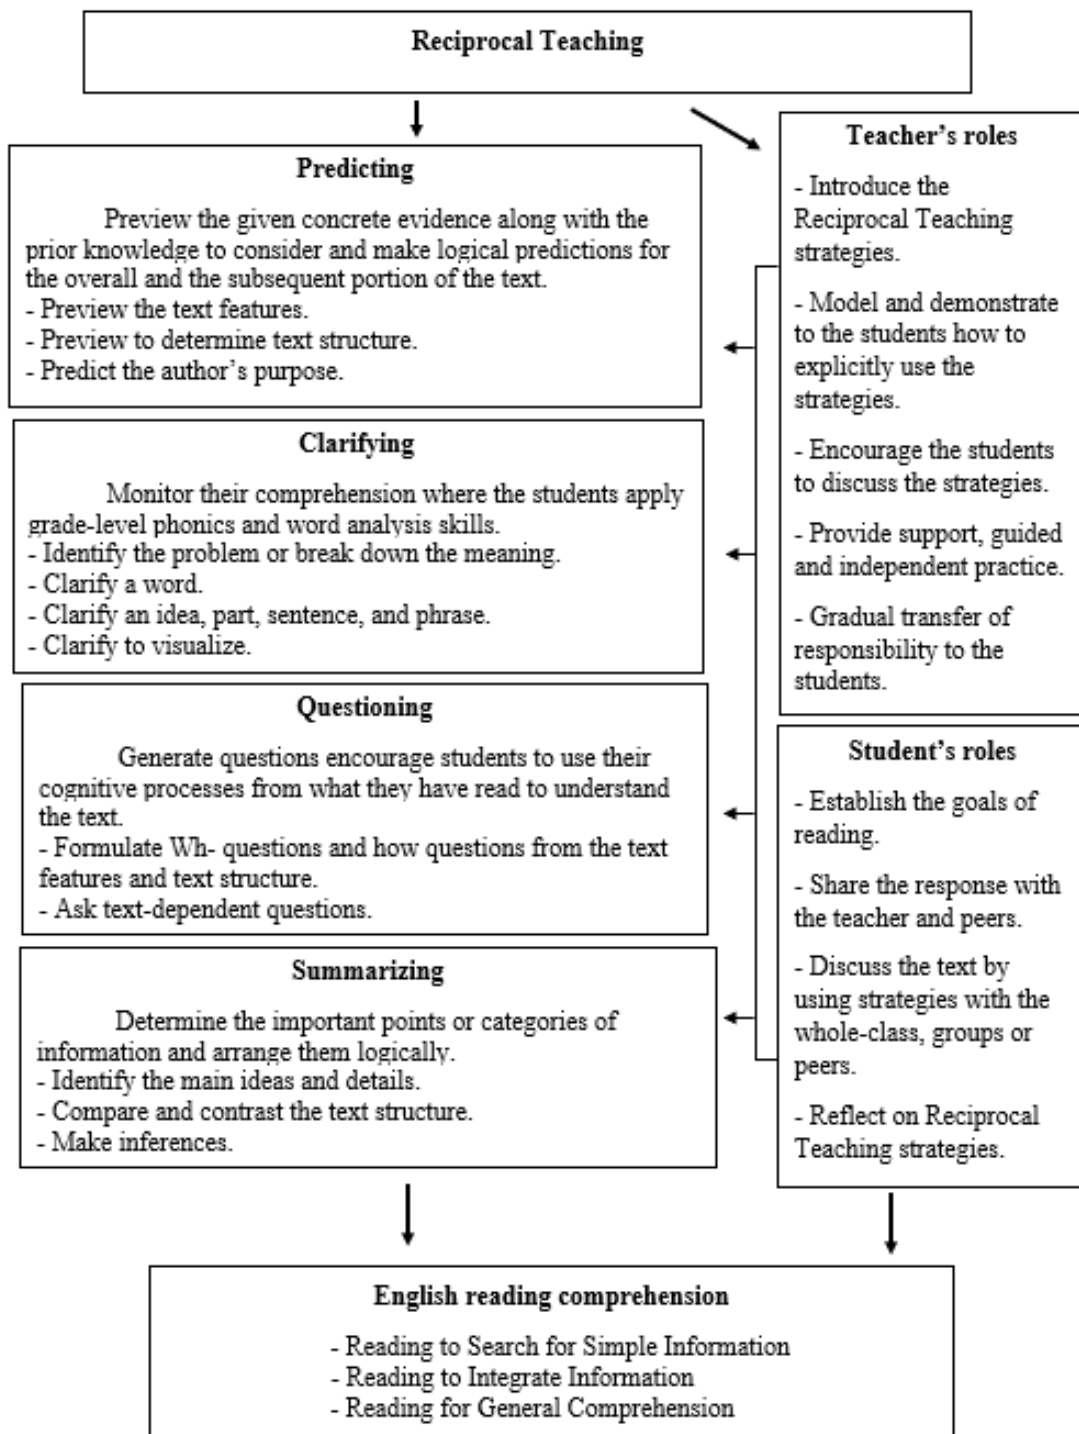 Reciprocal Teaching
Predicting
Preview the given concrete evidence along with the
prior knowledge to consider and make logical predictions for
the overall and the subsequent portion of the text.
- Preview the text features.
- Preview to determine text structure.
- Predict the author's purpose.
Clarifying
Monitor their comprehension where the students apply
grade-level phonics and word analysis skills.
- Identify the problem or break down the meaning.
- Clarify a word.
- Clarify an idea, part, sentence, and phrase.
- Clarify to visualize.
Questioning
Generate questions encourage students to use their
cognitive processes from what they have read to understand
the text.
- Formulate Wh- questions and how questions from the text
features and text structure.
- Ask text-dependent questions.
Summarizing
Determine the important points or categories of
information and arrange them logically.
- Identify the main ideas and details.
- Compare and contrast the text structure.
- Make inferences.
Teacher's roles
- Introduce the
Reciprocal Teaching
strategies.
- Model and demonstrate
to the students how to
explicitly use the
strategies.
- Encourage the students
to discuss the strategies.
- Provide support, guided
and independent practice.
- Gradual transfer of
responsibility to the
students.
Student's roles
- Establish the goals of
reading.
- Share the response with
the teacher and peers.
- Discuss the text by
using strategies with the
whole-class, groups or
peers.
- Reflect on Reciprocal
Teaching strategies.
English reading comprehension
- Reading to Search for Simple Information
- Reading to Integrate Information
- Reading for General Comprehension